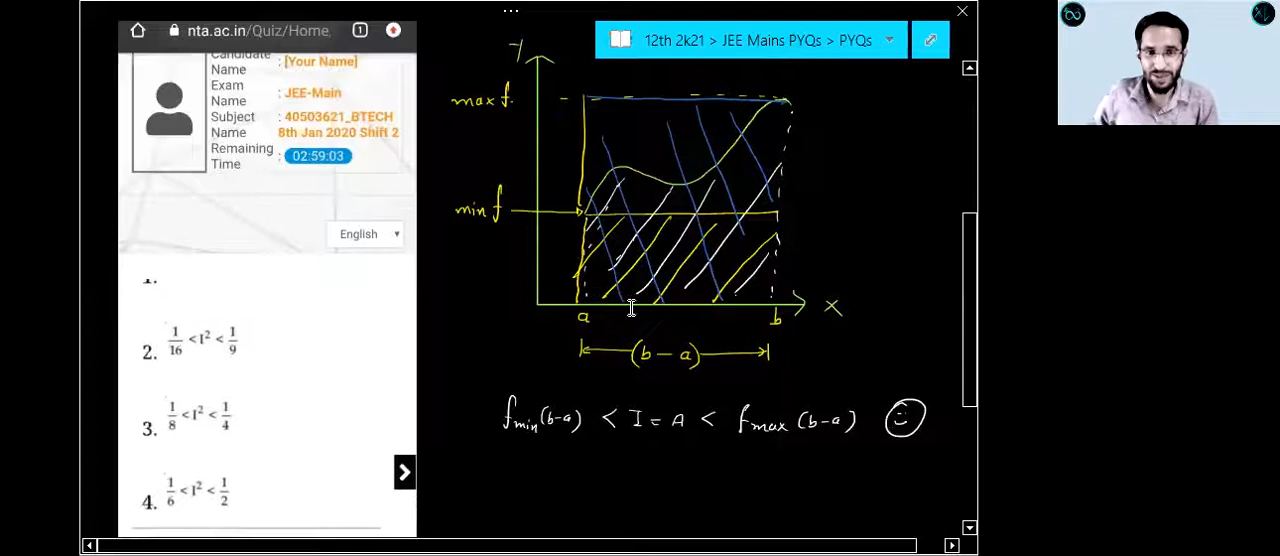 nta.ac.in/Quiz/Home,
1
Candidate Name : [Your Name]
Exam Name : JEE-Main
Subject Name : 40503621_BTECH 8th Jan 2020 Shift 2
Remaining Time : 02:59:03
English
1.
2. 1/16 < I² < 1/9
3. 1/8 < I² < 1/4
4. 1/6 < I² < 1/2
12th 2k21 > JEE Mains PYQs > PYQs
y
max f.
min f
a
b
X
(b - a)
f_min (b-a) < I = A < f_max (b-a)